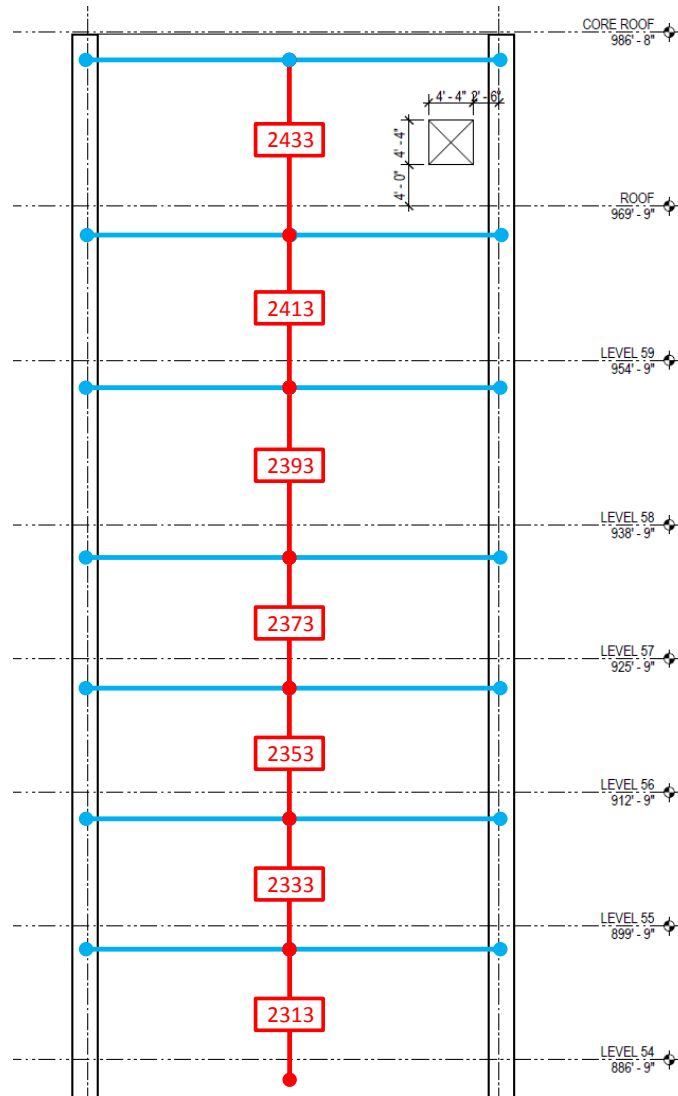 CORE ROOF
986' - 8"
4' - 4"
2' - 6"
4' - 4"
4' - 0"
2433
ROOF
969' - 9"
2413
LEVEL 59
954' - 9"
2393
LEVEL 58
938' - 9"
2373
LEVEL 57
925' - 9"
2353
LEVEL 56
912' - 9"
2333
LEVEL 55
899' - 9"
2313
LEVEL 54
886' - 9"